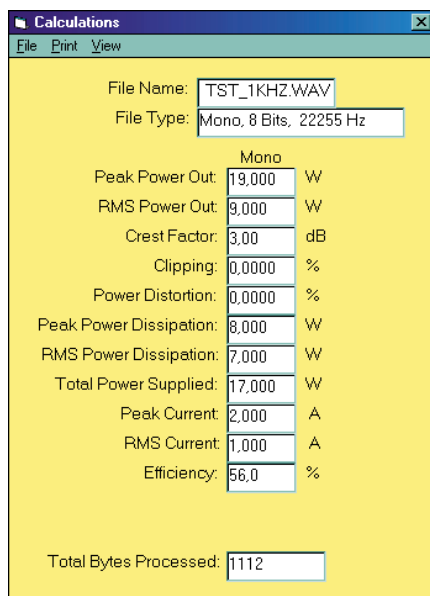 Calculations
File Print View
File Name: TST_1KHZ.WAV
File Type: Mono, 8 Bits, 22255 Hz
Mono
Peak Power Out: 19,000 W
RMS Power Out: 9,000 W
Crest Factor: 3,00 dB
Clipping: 0,0000 %
Power Distortion: 0,0000 %
Peak Power Dissipation: 8,000 W
RMS Power Dissipation: 7,000 W
Total Power Supplied: 17,000 W
Peak Current: 2,000 A
RMS Current: 1,000 A
Efficiency: 56,0 %
Total Bytes Processed: 1112